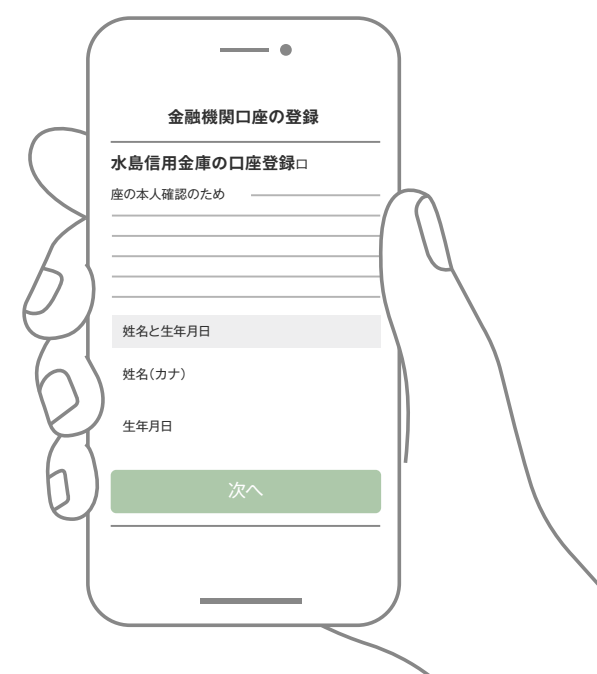 金融機関口座の登録
水島信用金庫の口座登録口
座の本人確認のため
姓名と生年月日
姓名（カナ）
生年月日
次へ